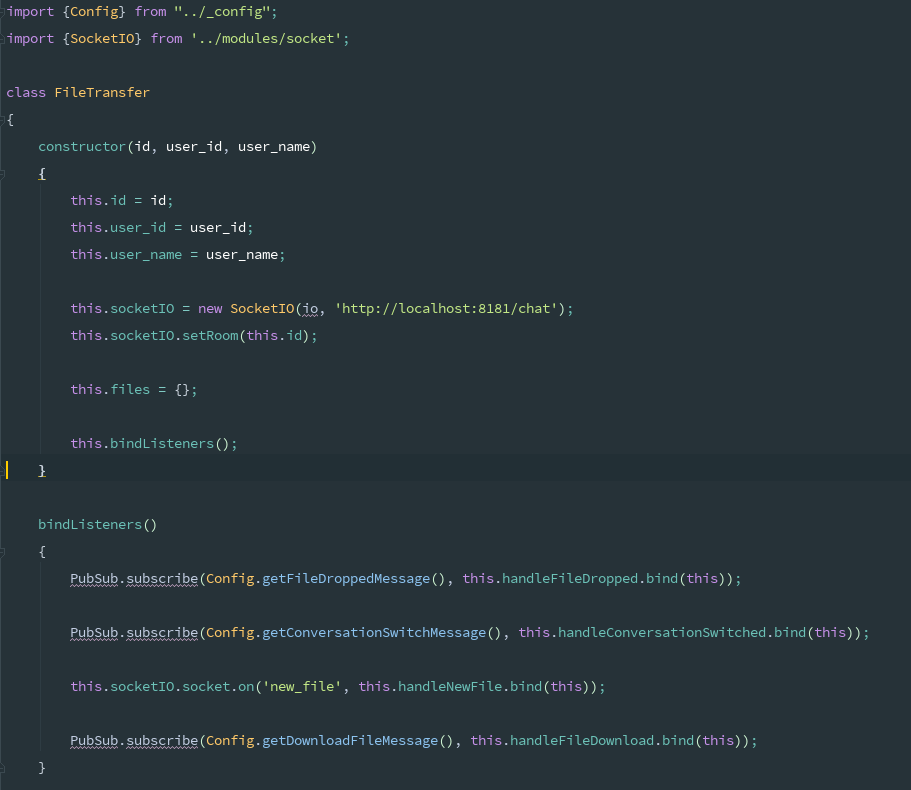 import {Config} from "../_config";
import {SocketIO} from '../modules/socket';
class FileTransfer
{
constructor(id, user_id, user_name)
{
this.id = id;
this.user_id = user_id;
this.user_name = user_name;
this.socketIO = new SocketIO(io, 'http://localhost:8181/chat');
this.socketIO.setRoom(this.id);
this.files = {};
this.bindListeners();
}
bindListeners()
{
PubSub.subscribe(Config.getFileDroppedMessage(), this.handleFileDropped.bind(this));
PubSub.subscribe(Config.getConversationSwitchMessage(), this.handleConversationSwitched.bind(this));
this.socketIO.socket.on('new_file', this.handleNewFile.bind(this));
PubSub.subscribe(Config.getDownloadFileMessage(), this.handleFileDownload.bind(this));
}